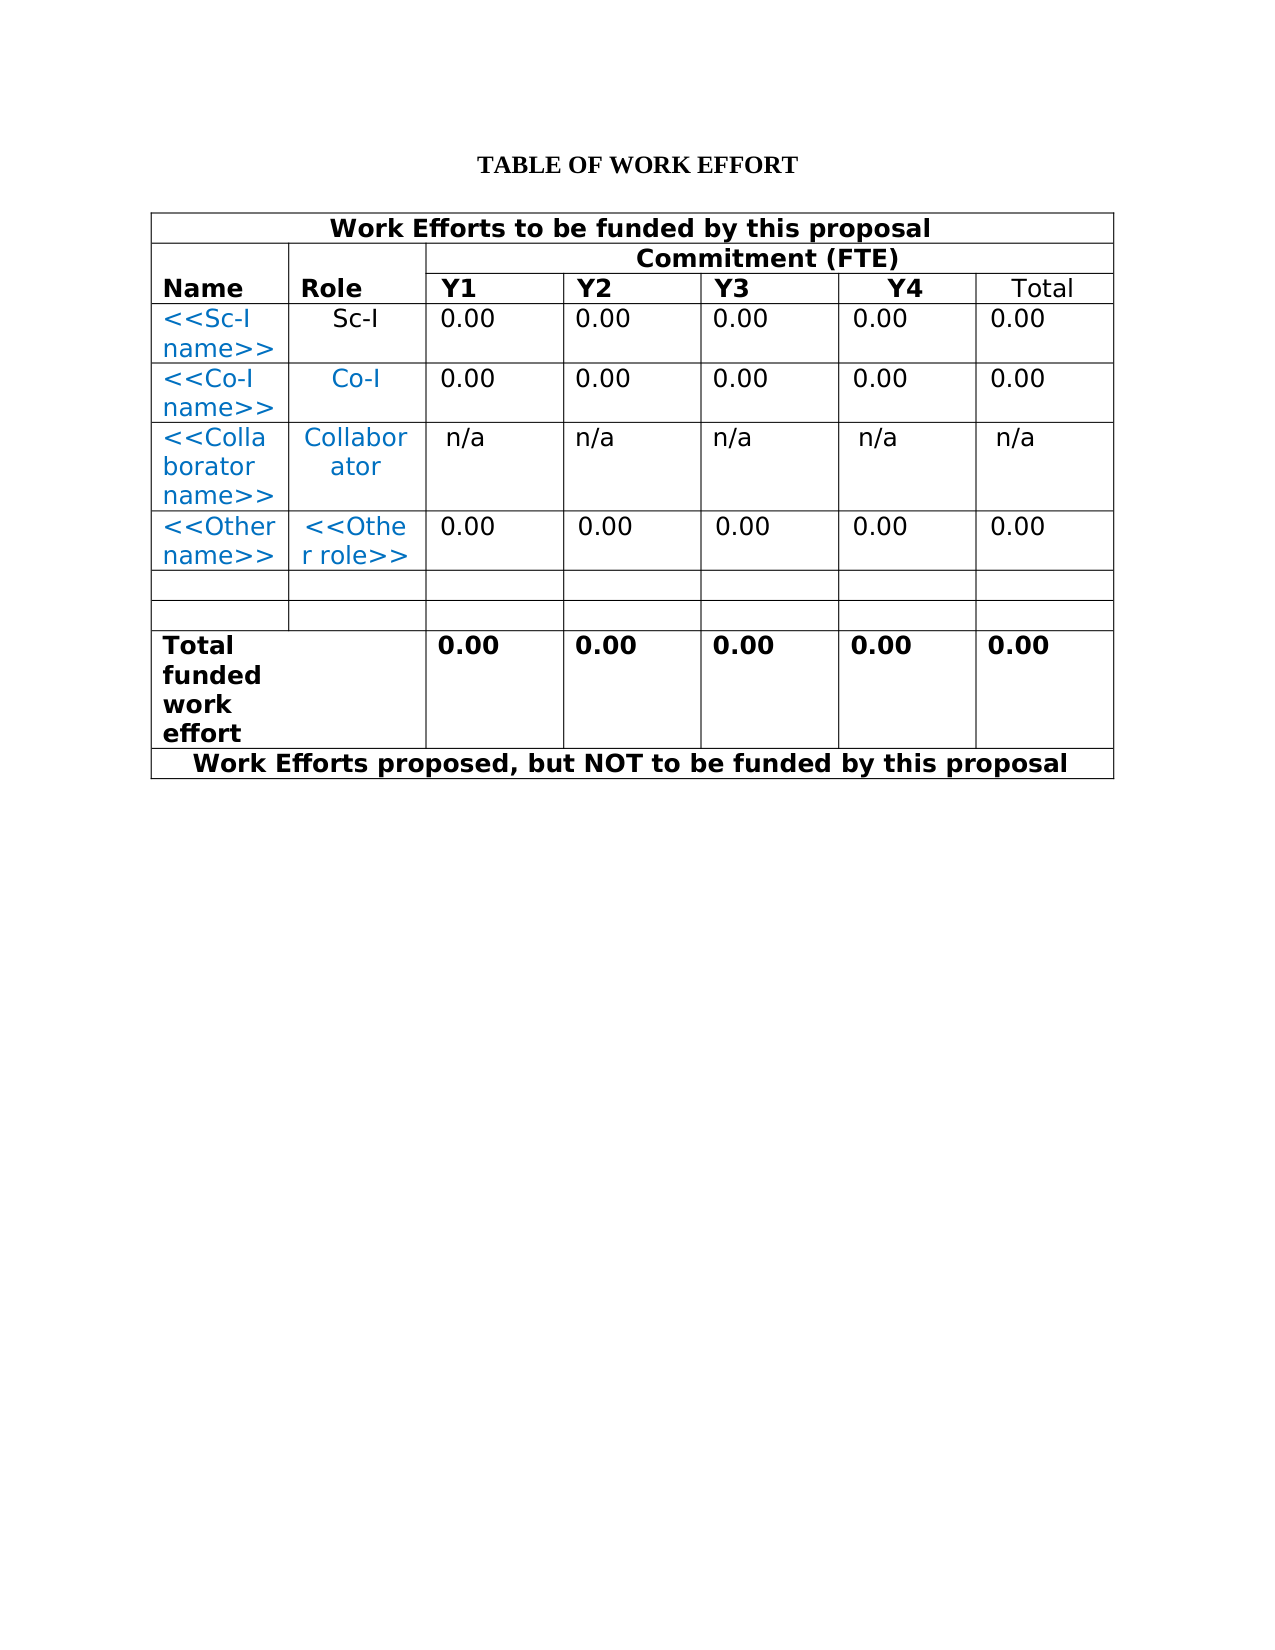 TABLE OF WORK EFFORT
Work Efforts to be funded by this proposal
Commitment (FTE)
Name Role Y1 Y2 Y3 Y4 Total
<<Sc-I Sc-I 0.00 0.00 0.00 0.00 0.00
name>>
<<Co-I Co-I 0.00 0.00 0.00 0.00 0.00
name>>
<<Colla Collabor n/a n/a n/a n/a n/a
borator ator
name>>
<<Other <<Othe 0.00 0.00 0.00 0.00 0.00
name>> r role>>
Total 0.00 0.00 0.00 0.00 0.00
funded
work
effort
Work Efforts proposed, but NOT to be funded by this proposal